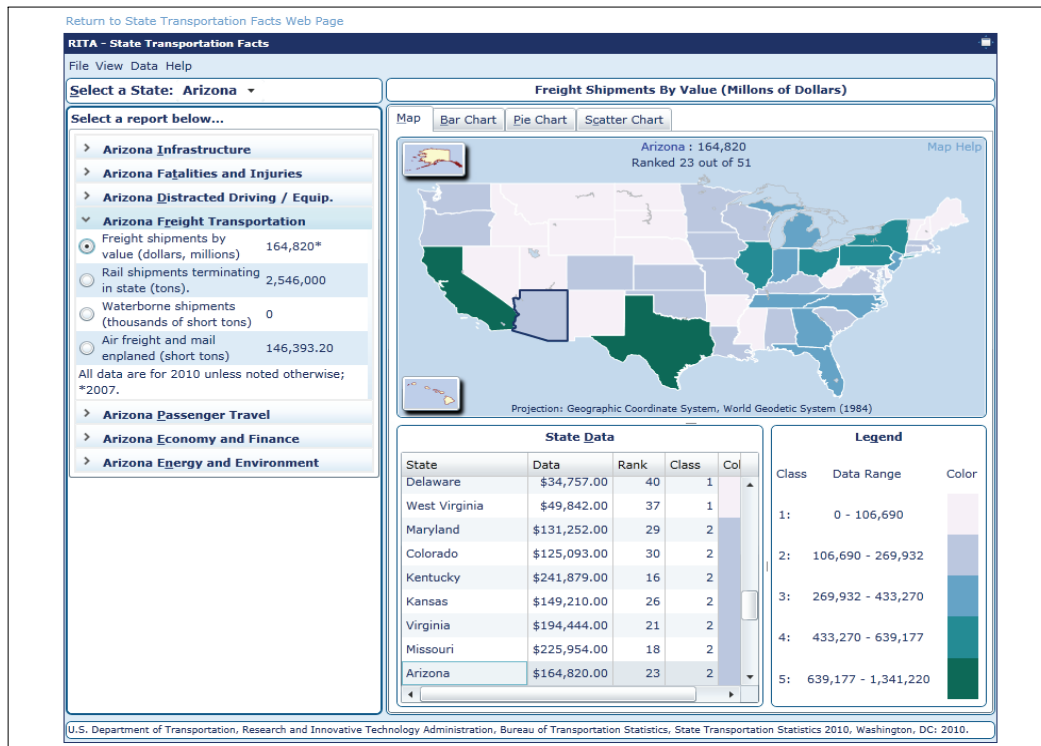 Return to State Transportation Facts Web Page
RITA - State Transportation Facts
File View Data Help
Select a State: Arizona
Freight Shipments By Value (Millons of Dollars)
Select a report below...
Arizona Infrastructure
Arizona Fatalities and Injuries
Arizona Distracted Driving / Equip.
Arizona Freight Transportation
Freight shipments by
value (dollars, millions) 164,820*
Rail shipments terminating
in state (tons). 2,546,000
Waterborne shipments
(thousands of short tons) 0
Air freight and mail
enplaned (short tons) 146,393.20
All data are for 2010 unless noted otherwise;
*2007.
Arizona Passenger Travel
Arizona Economy and Finance
Arizona Energy and Environment
Map Bar Chart Pie Chart Scatter Chart
Arizona : 164,820
Ranked 23 out of 51
Map Help
Projection: Geographic Coordinate System, World Geodetic System (1984)
State Data
State Data Rank Class Col
Delaware $34,757.00 40 1
West Virginia $49,842.00 37 1
Maryland $131,252.00 29 2
Colorado $125,093.00 30 2
Kentucky $241,879.00 16 2
Kansas $149,210.00 26 2
Virginia $194,444.00 21 2
Missouri $225,954.00 18 2
Arizona $164,820.00 23 2
Legend
Class Data Range Color
1: 0 - 106,690
2: 106,690 - 269,932
3: 269,932 - 433,270
4: 433,270 - 639,177
5: 639,177 - 1,341,220
U.S. Department of Transportation, Research and Innovative Technology Administration, Bureau of Transportation Statistics, State Transportation Statistics 2010, Washington, DC: 2010.